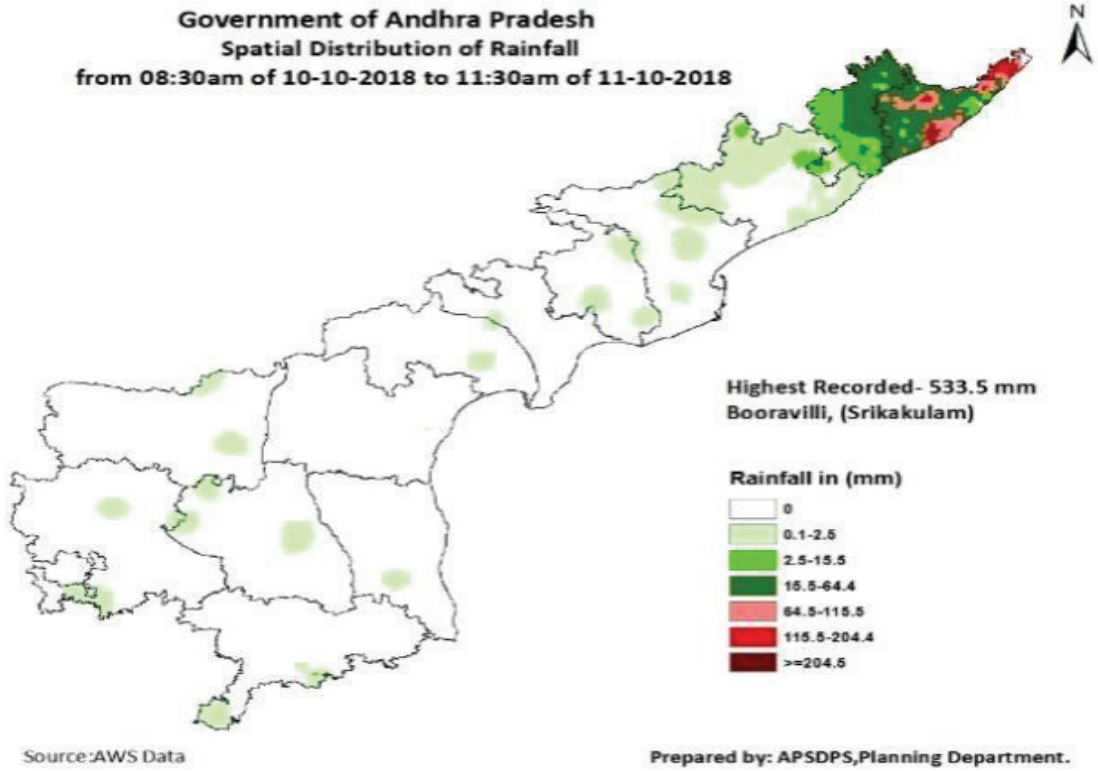 Government of Andhra Pradesh
Spatial Distribution of Rainfall
from 08:30am of 10-10-2018 to 11:30am of 11-10-2018
N
Highest Recorded- 533.5 mm
Booravilli, (Srikakulam)
Rainfall in (mm)
0
0.1-2.5
2.5-15.5
15.5-64.4
64.5-115.5
115.5-204.4
>=204.5
Source:AWS Data
Prepared by: APSDPS,Planning Department.